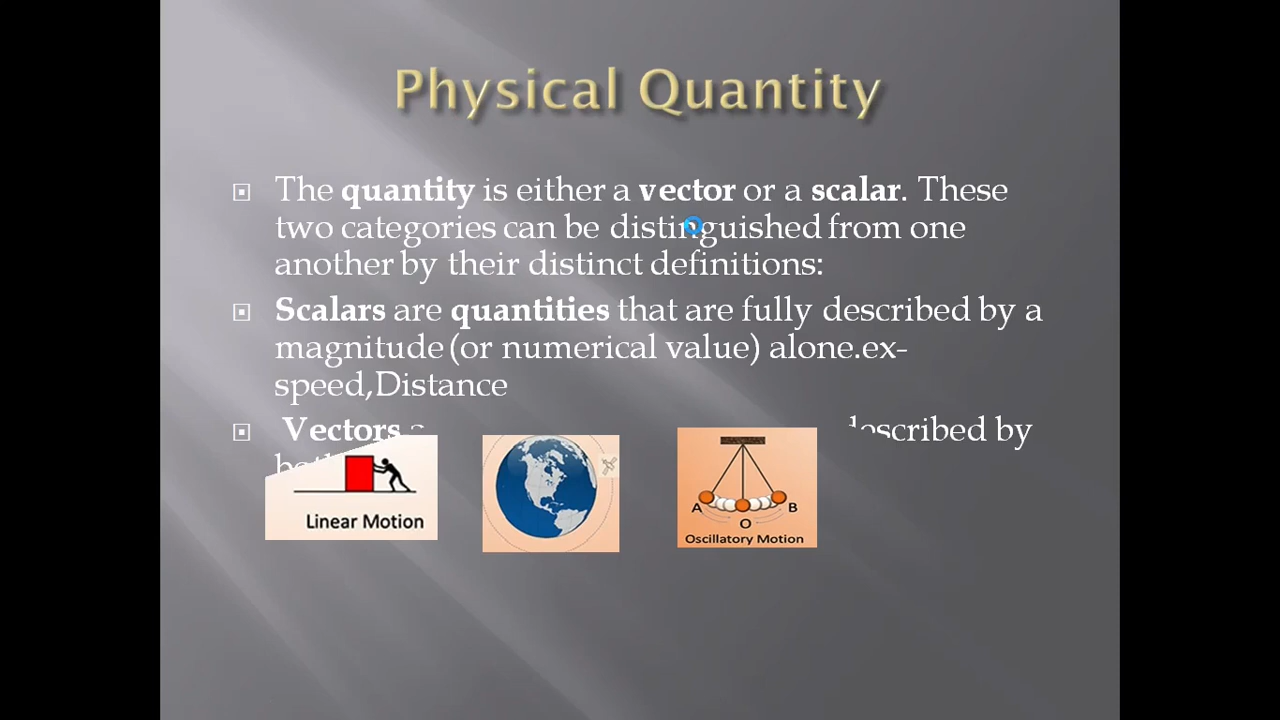 Physical Quantity
The quantity is either a vector or a scalar. These
two categories can be distinguished from one
another by their distinct definitions:
Scalars are quantities that are fully described by a
magnitude (or numerical value) alone.ex-
speed,Distance
Vectors described by
Linear Motion
A B
O
Oscillatory Motion